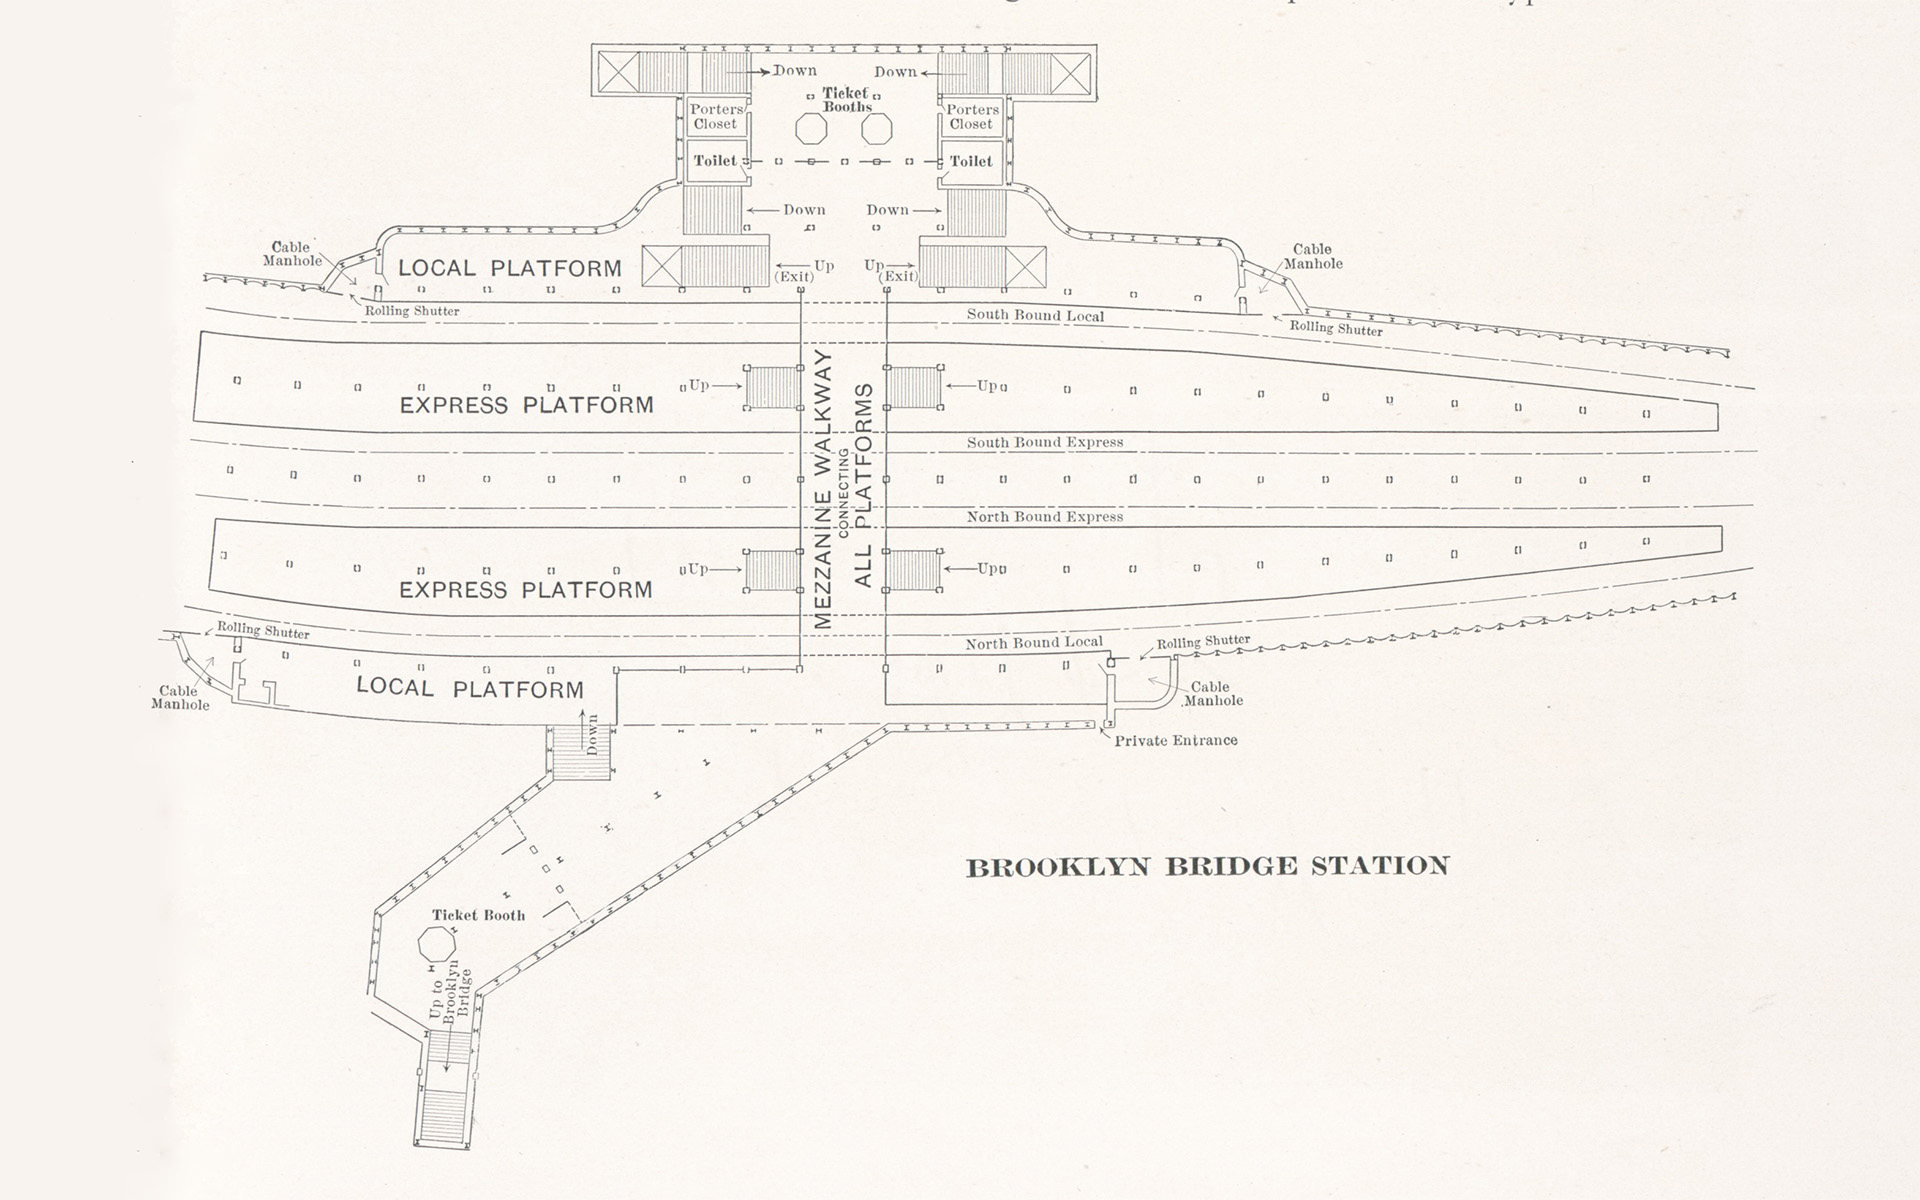 Down
Down
Ticket
Booths
Porters
Closet
Porters
Closet
Toilet
Toilet
Down
Down
Cable
Manhole
LOCAL PLATFORM
Up
(Exit)
Up
(Exit)
Cable
Manhole
Rolling Shutter
South Bound Local
Rolling Shutter
Up
Up
EXPRESS PLATFORM
MEZZANINE WALKWAY
CONNECTING
ALL PLATFORMS
South Bound Express
North Bound Express
Up
Up
EXPRESS PLATFORM
Rolling Shutter
North Bound Local
Rolling Shutter
Cable
Manhole
LOCAL PLATFORM
Cable
Manhole
Down
Private Entrance
BROOKLYN BRIDGE STATION
Ticket Booth
Up to
Brooklyn
Bridge